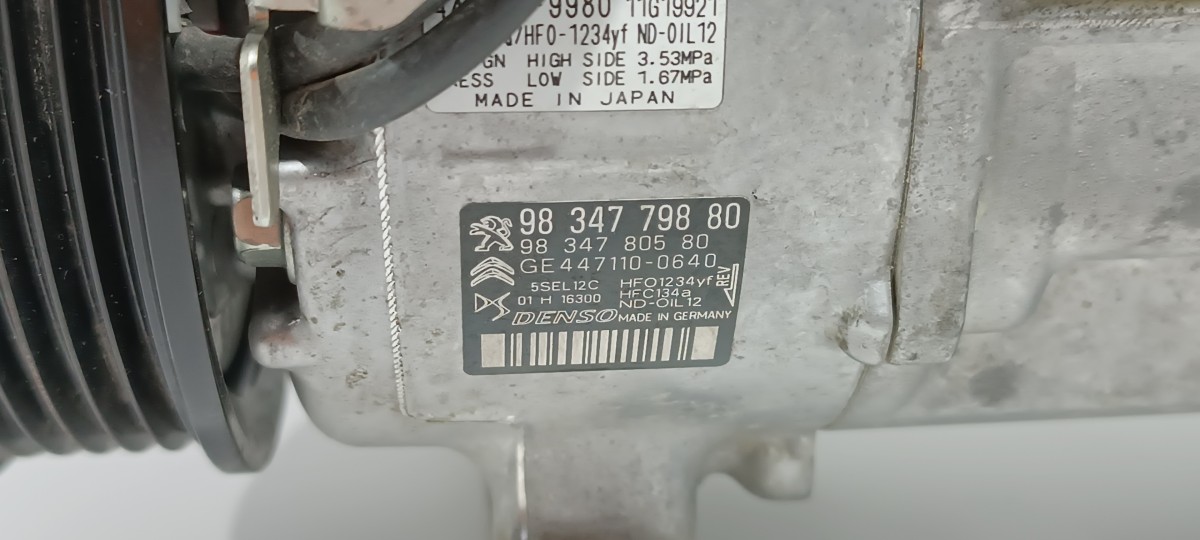 9980 11G19921
/HFO-1234yf ND-OIL12
HIGH SIDE 3.53MPa
LOW SIDE 1.67MPa
MADE IN JAPAN
98 347 798 80
98 347 805 80
GE447110-0640
5SEL12C HFO1234yf
HFC134a
01 H 16300 ND-OIL12
REV
DENSO MADE IN GERMANY